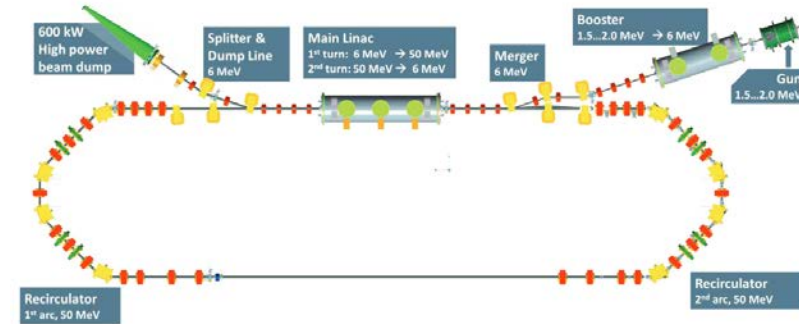 600 kW
High power
beam dump
Splitter &
Dump Line
6 MeV
Main Linac
1st turn: 6 MeV → 50 MeV
2nd turn: 50 MeV → 6 MeV
Merger
6 MeV
Booster
1.5...2.0 MeV → 6 MeV
Gun
1.5...2.0 MeV
Recirculator
1st arc, 50 MeV
Recirculator
2nd arc, 50 MeV